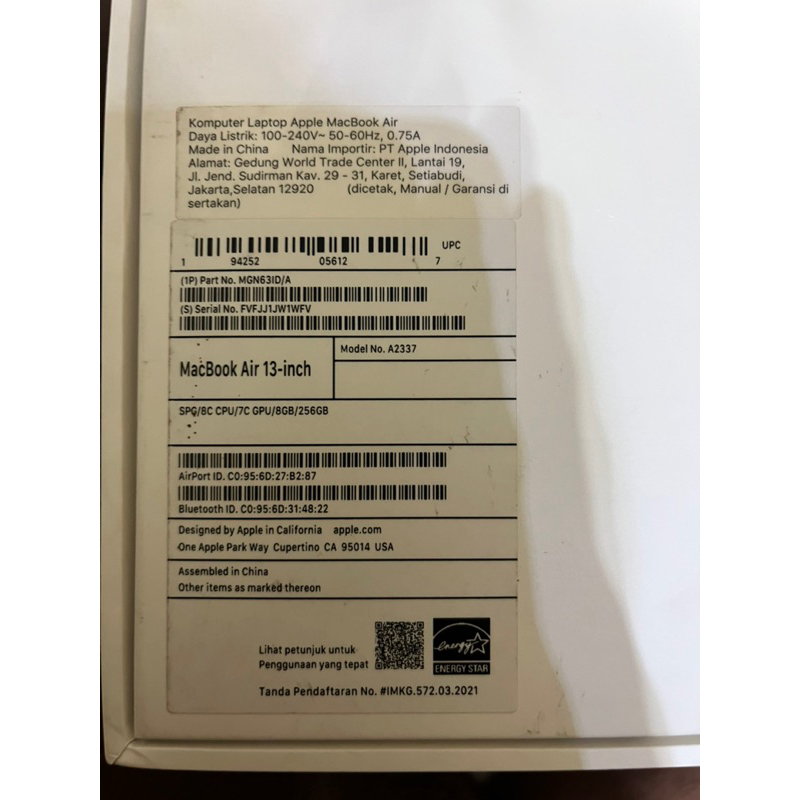 Komputer Laptop Apple MacBook Air
Daya Listrik: 100-240V~ 50-60Hz, 0.75A
Made in China Nama Importir: PT Apple Indonesia
Alamat: Gedung World Trade Center II, Lantai 19,
Jl. Jend. Sudirman Kav. 29 - 31, Karet, Setiabudi,
Jakarta,Selatan 12920 (dicetak, Manual / Garansi di
sertakan)
UPC
1 94252 05612 7
(1P) Part No. MGN63ID/A
(S) Serial No. FVFJJ1JW1WFV
MacBook Air 13-inch
Model No. A2337
SPG/8C CPU/7C GPU/8GB/256GB
AirPort ID. C0:95:6D:27:B2:87
Bluetooth ID. C0:95:6D:31:48:22
Designed by Apple in California apple.com
One Apple Park Way Cupertino CA 95014 USA
Assembled in China
Other items as marked thereon
Lihat petunjuk untuk
Penggunaan yang tepat
energy
ENERGY STAR
Tanda Pendaftaran No. #IMKG.572.03.2021